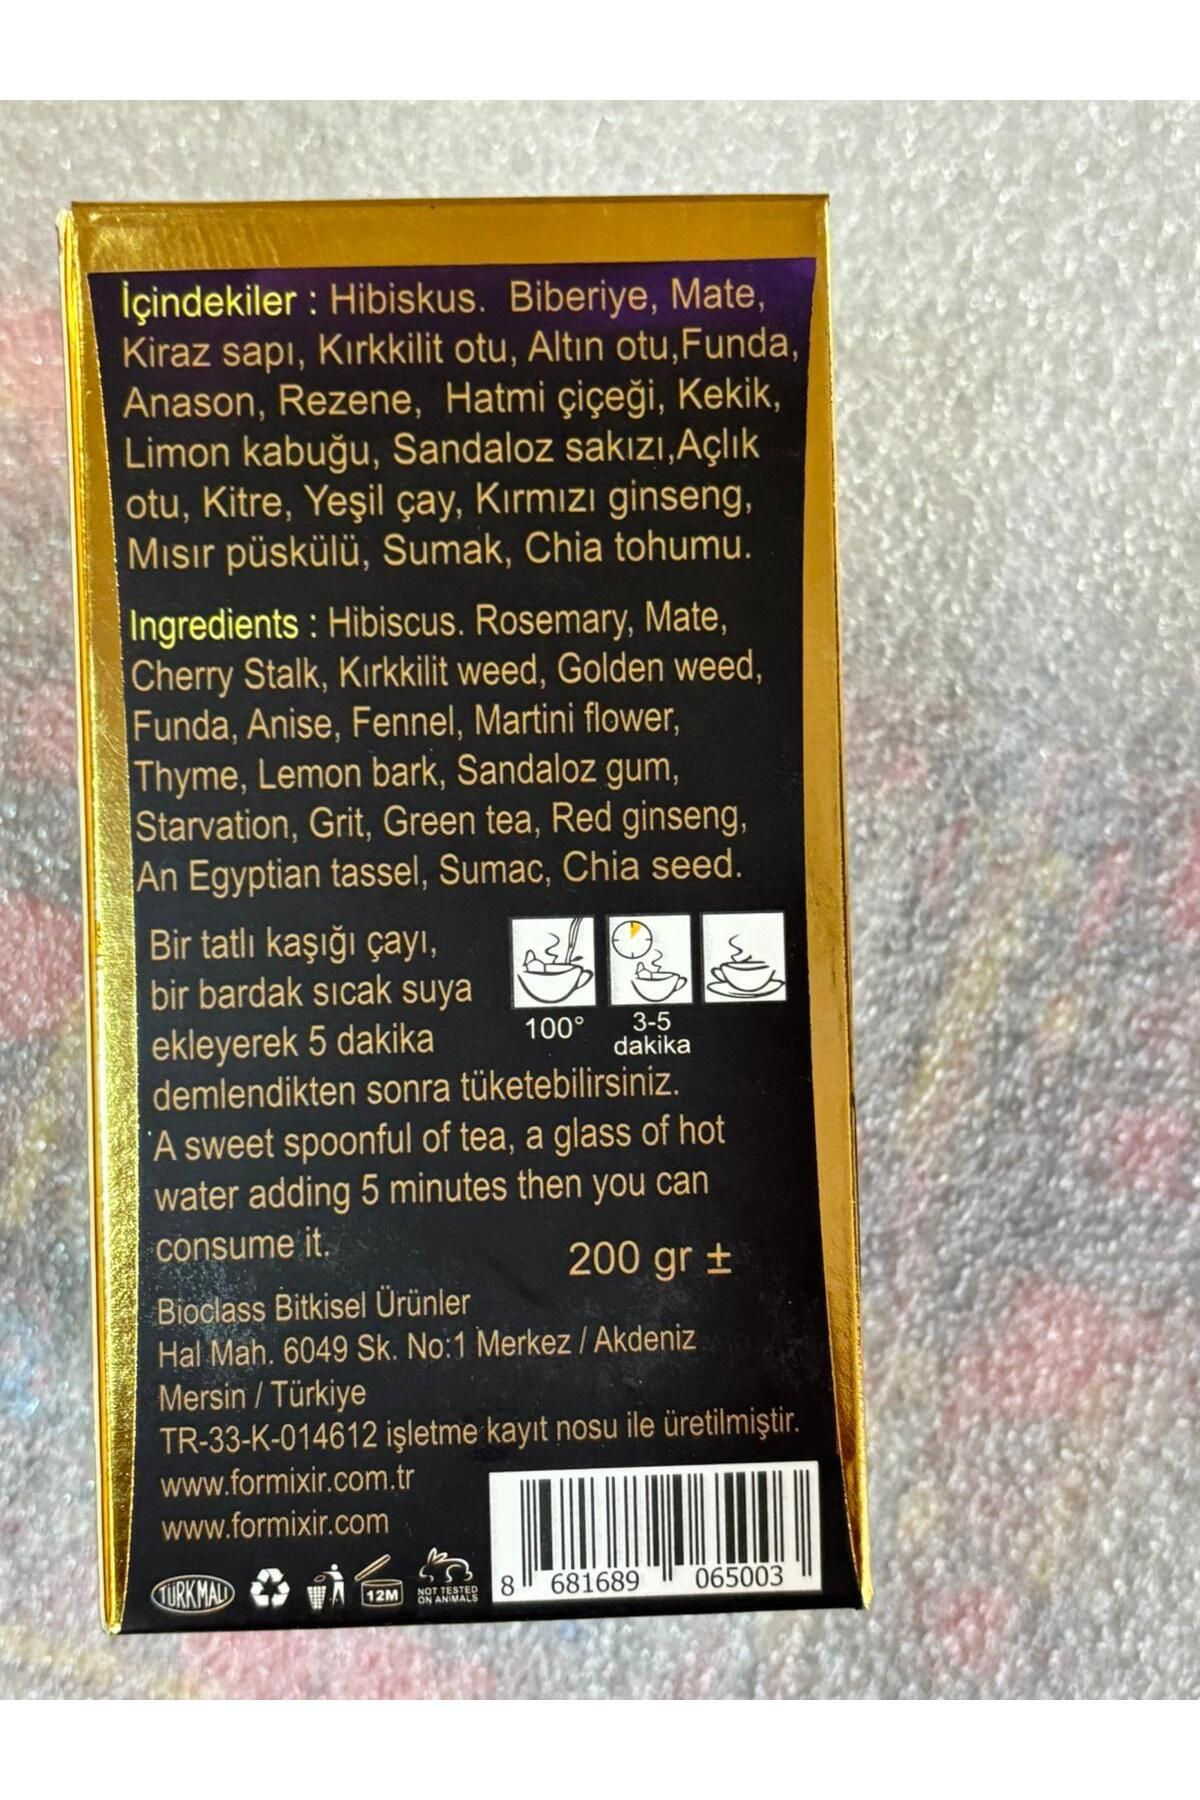 İçindekiler : Hibiskus. Biberiye, Mate,
Kiraz sapı, Kırkkilit otu, Altın otu,Funda,
Anason, Rezene, Hatmi çiçeği, Kekik,
Limon kabuğu, Sandaloz sakızı,Açlık
otu, Kitre, Yeşil çay, Kırmızı ginseng,
Mısır püskülü, Sumak, Chia tohumu.
Ingredients : Hibiscus. Rosemary, Mate,
Cherry Stalk, Kırkkilit weed, Golden weed,
Funda, Anise, Fennel, Martini flower,
Thyme, Lemon bark, Sandaloz gum,
Starvation, Grit, Green tea, Red ginseng,
An Egyptian tassel, Sumac, Chia seed.
Bir tatlı kaşığı çayı,
bir bardak sıcak suya
ekleyerek 5 dakika
demlendikten sonra tüketebilirsiniz.
100°
3-5
dakika
A sweet spoonful of tea, a glass of hot
water adding 5 minutes then you can
consume it.
200 gr ±
Bioclass Bitkisel Ürünler
Hal Mah. 6049 Sk. No:1 Merkez / Akdeniz
Mersin / Türkiye
TR-33-K-014612 işletme kayıt nosu ile üretilmiştir.
www.formixir.com.tr
www.formixir.com
TÜRK MALI
12M
NOT TESTED
ON ANIMALS
8 681689 065003